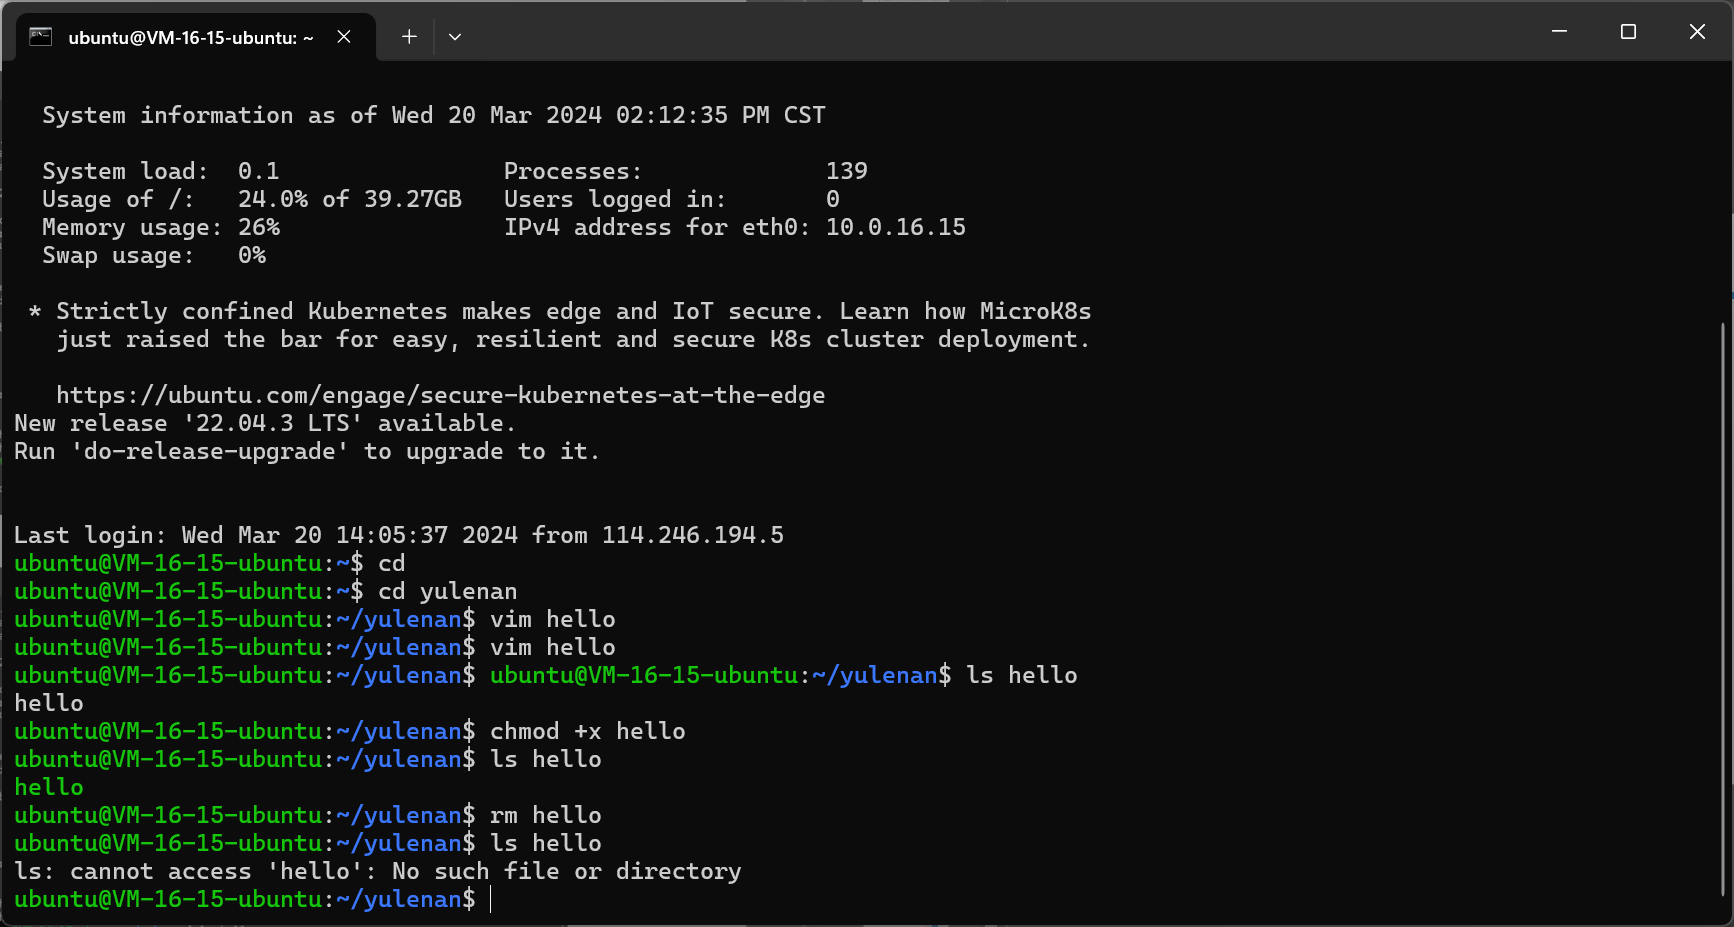 ubuntu@VM-16-15-ubuntu: ~
System information as of Wed 20 Mar 2024 02:12:35 PM CST
System load:  0.1                Processes:             139
Usage of /:   24.0% of 39.27GB   Users logged in:       0
Memory usage: 26%                IPv4 address for eth0: 10.0.16.15
Swap usage:   0%
* Strictly confined Kubernetes makes edge and IoT secure. Learn how MicroK8s
just raised the bar for easy, resilient and secure K8s cluster deployment.
https://ubuntu.com/engage/secure-kubernetes-at-the-edge
New release '22.04.3 LTS' available.
Run 'do-release-upgrade' to upgrade to it.
Last login: Wed Mar 20 14:05:37 2024 from 114.246.194.5
ubuntu@VM-16-15-ubuntu:~$ cd
ubuntu@VM-16-15-ubuntu:~$ cd yulenan
ubuntu@VM-16-15-ubuntu:~/yulenan$ vim hello
ubuntu@VM-16-15-ubuntu:~/yulenan$ vim hello
ubuntu@VM-16-15-ubuntu:~/yulenan$ ubuntu@VM-16-15-ubuntu:~/yulenan$ ls hello
hello
ubuntu@VM-16-15-ubuntu:~/yulenan$ chmod +x hello
ubuntu@VM-16-15-ubuntu:~/yulenan$ ls hello
hello
ubuntu@VM-16-15-ubuntu:~/yulenan$ rm hello
ubuntu@VM-16-15-ubuntu:~/yulenan$ ls hello
ls: cannot access 'hello': No such file or directory
ubuntu@VM-16-15-ubuntu:~/yulenan$